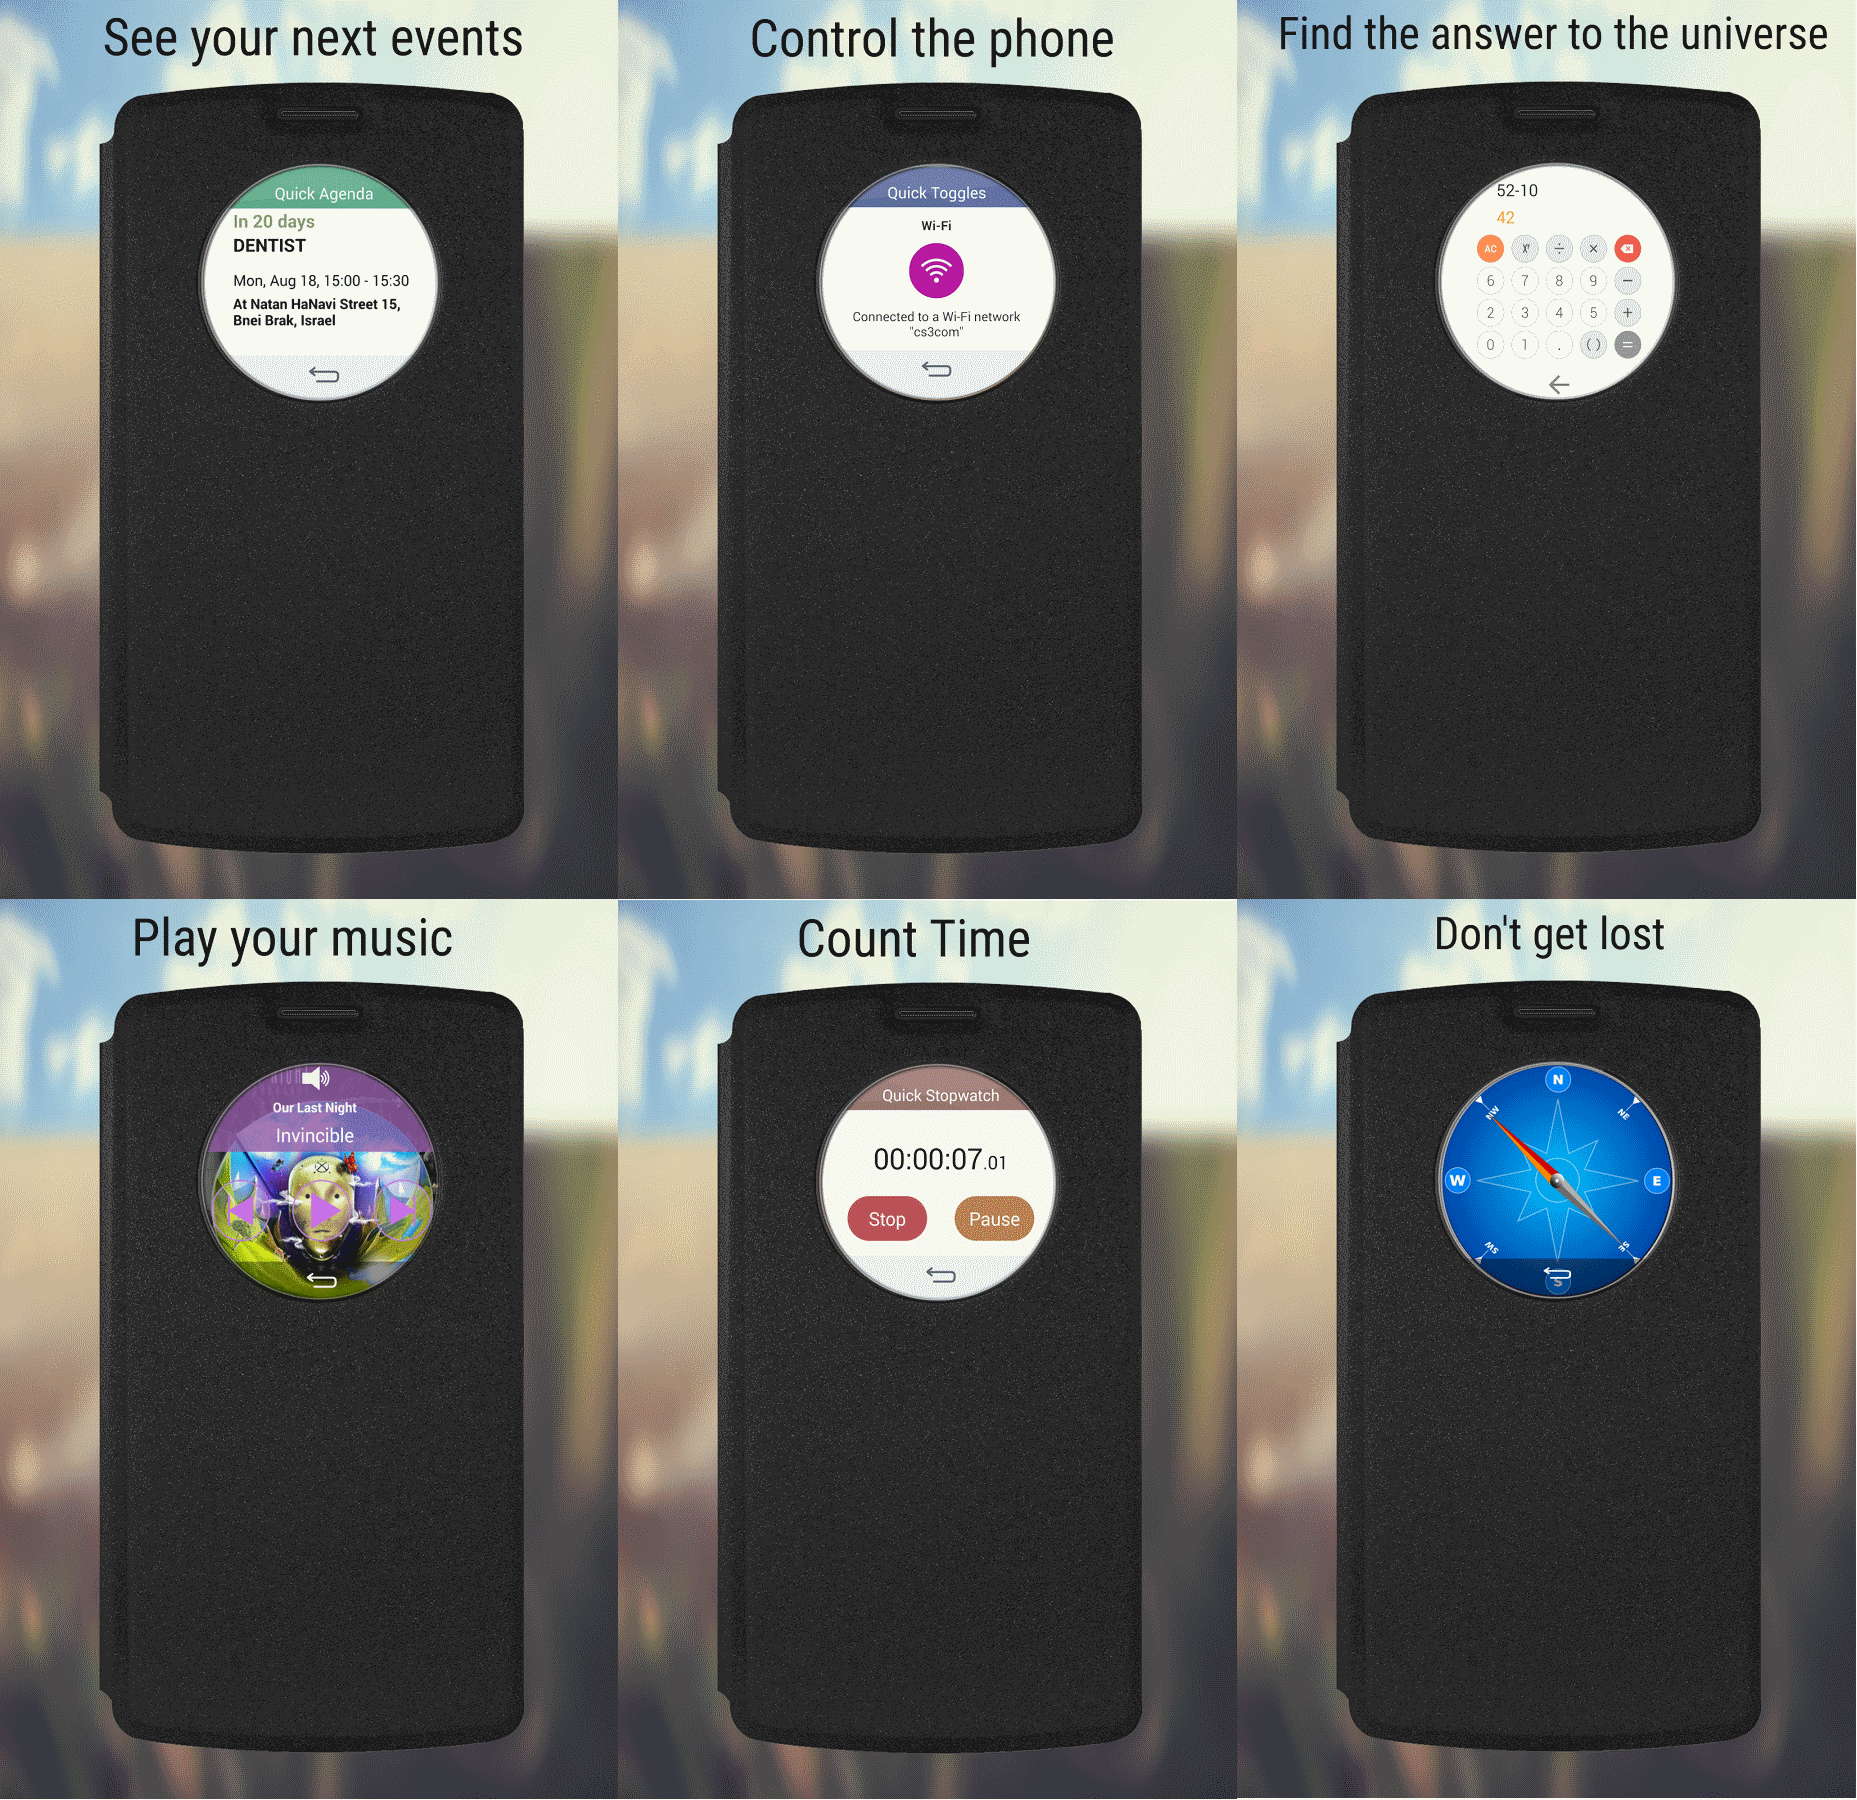 See your next events
Quick Agenda
In 20 days
DENTIST
Mon, Aug 18, 15:00 - 15:30
At Natan HaNavi Street 15,
Bnei Brak, Israel
Control the phone
Quick Toggles
Wi-Fi
Connected to a Wi-Fi network
"cs3com"
Find the answer to the universe
52-10
42
AC ÷ ×
6 7 8 9 −
2 3 4 5 +
0 1 . ( ) =
Play your music
Our Last Night
Invincible
Count Time
Quick Stopwatch
00:00:07.01
Stop Pause
Don't get lost
N
NW NE
W E
SW SE
S